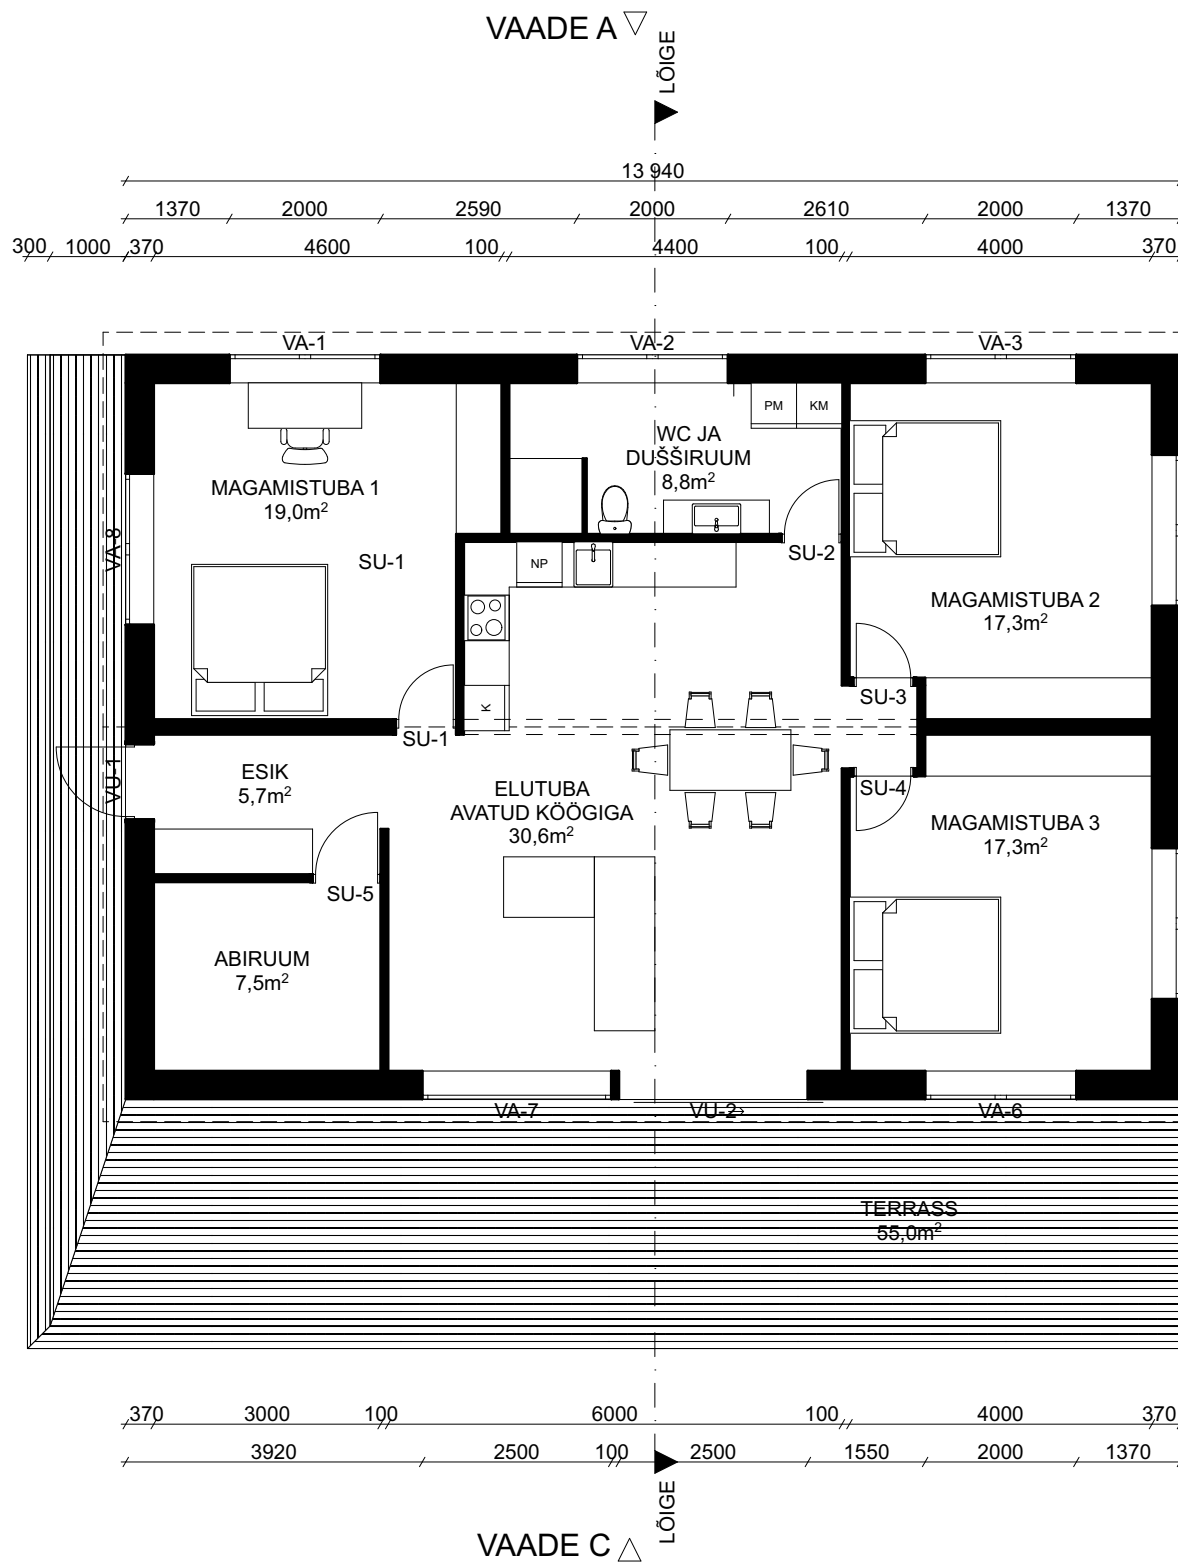 VAADE A
LÕIGE
13 940
1370 2000 2590 2000 2610 2000 1370
300 1000 370 4600 100 4400 100 4000 370
VA-1 VA-2 VA-3
PM KM
WC JA
DUŠŠIRUUM
8,8m²
MAGAMISTUBA 1
19,0m²
VA-8
SU-1
SU-2
NP
MAGAMISTUBA 2
17,3m²
K
SU-3
SU-1
VU-1
ESIK
5,7m²
ELUTUBA
AVATUD KÖÖGIGA
30,6m²
SU-4
MAGAMISTUBA 3
17,3m²
SU-5
ABIRUUM
7,5m²
VA-7 VU-2 VA-6
TERRASS
55,0m²
370 3000 100 6000 100 4000 370
3920 2500 100 2500 1550 2000 1370
LÕIGE
VAADE C